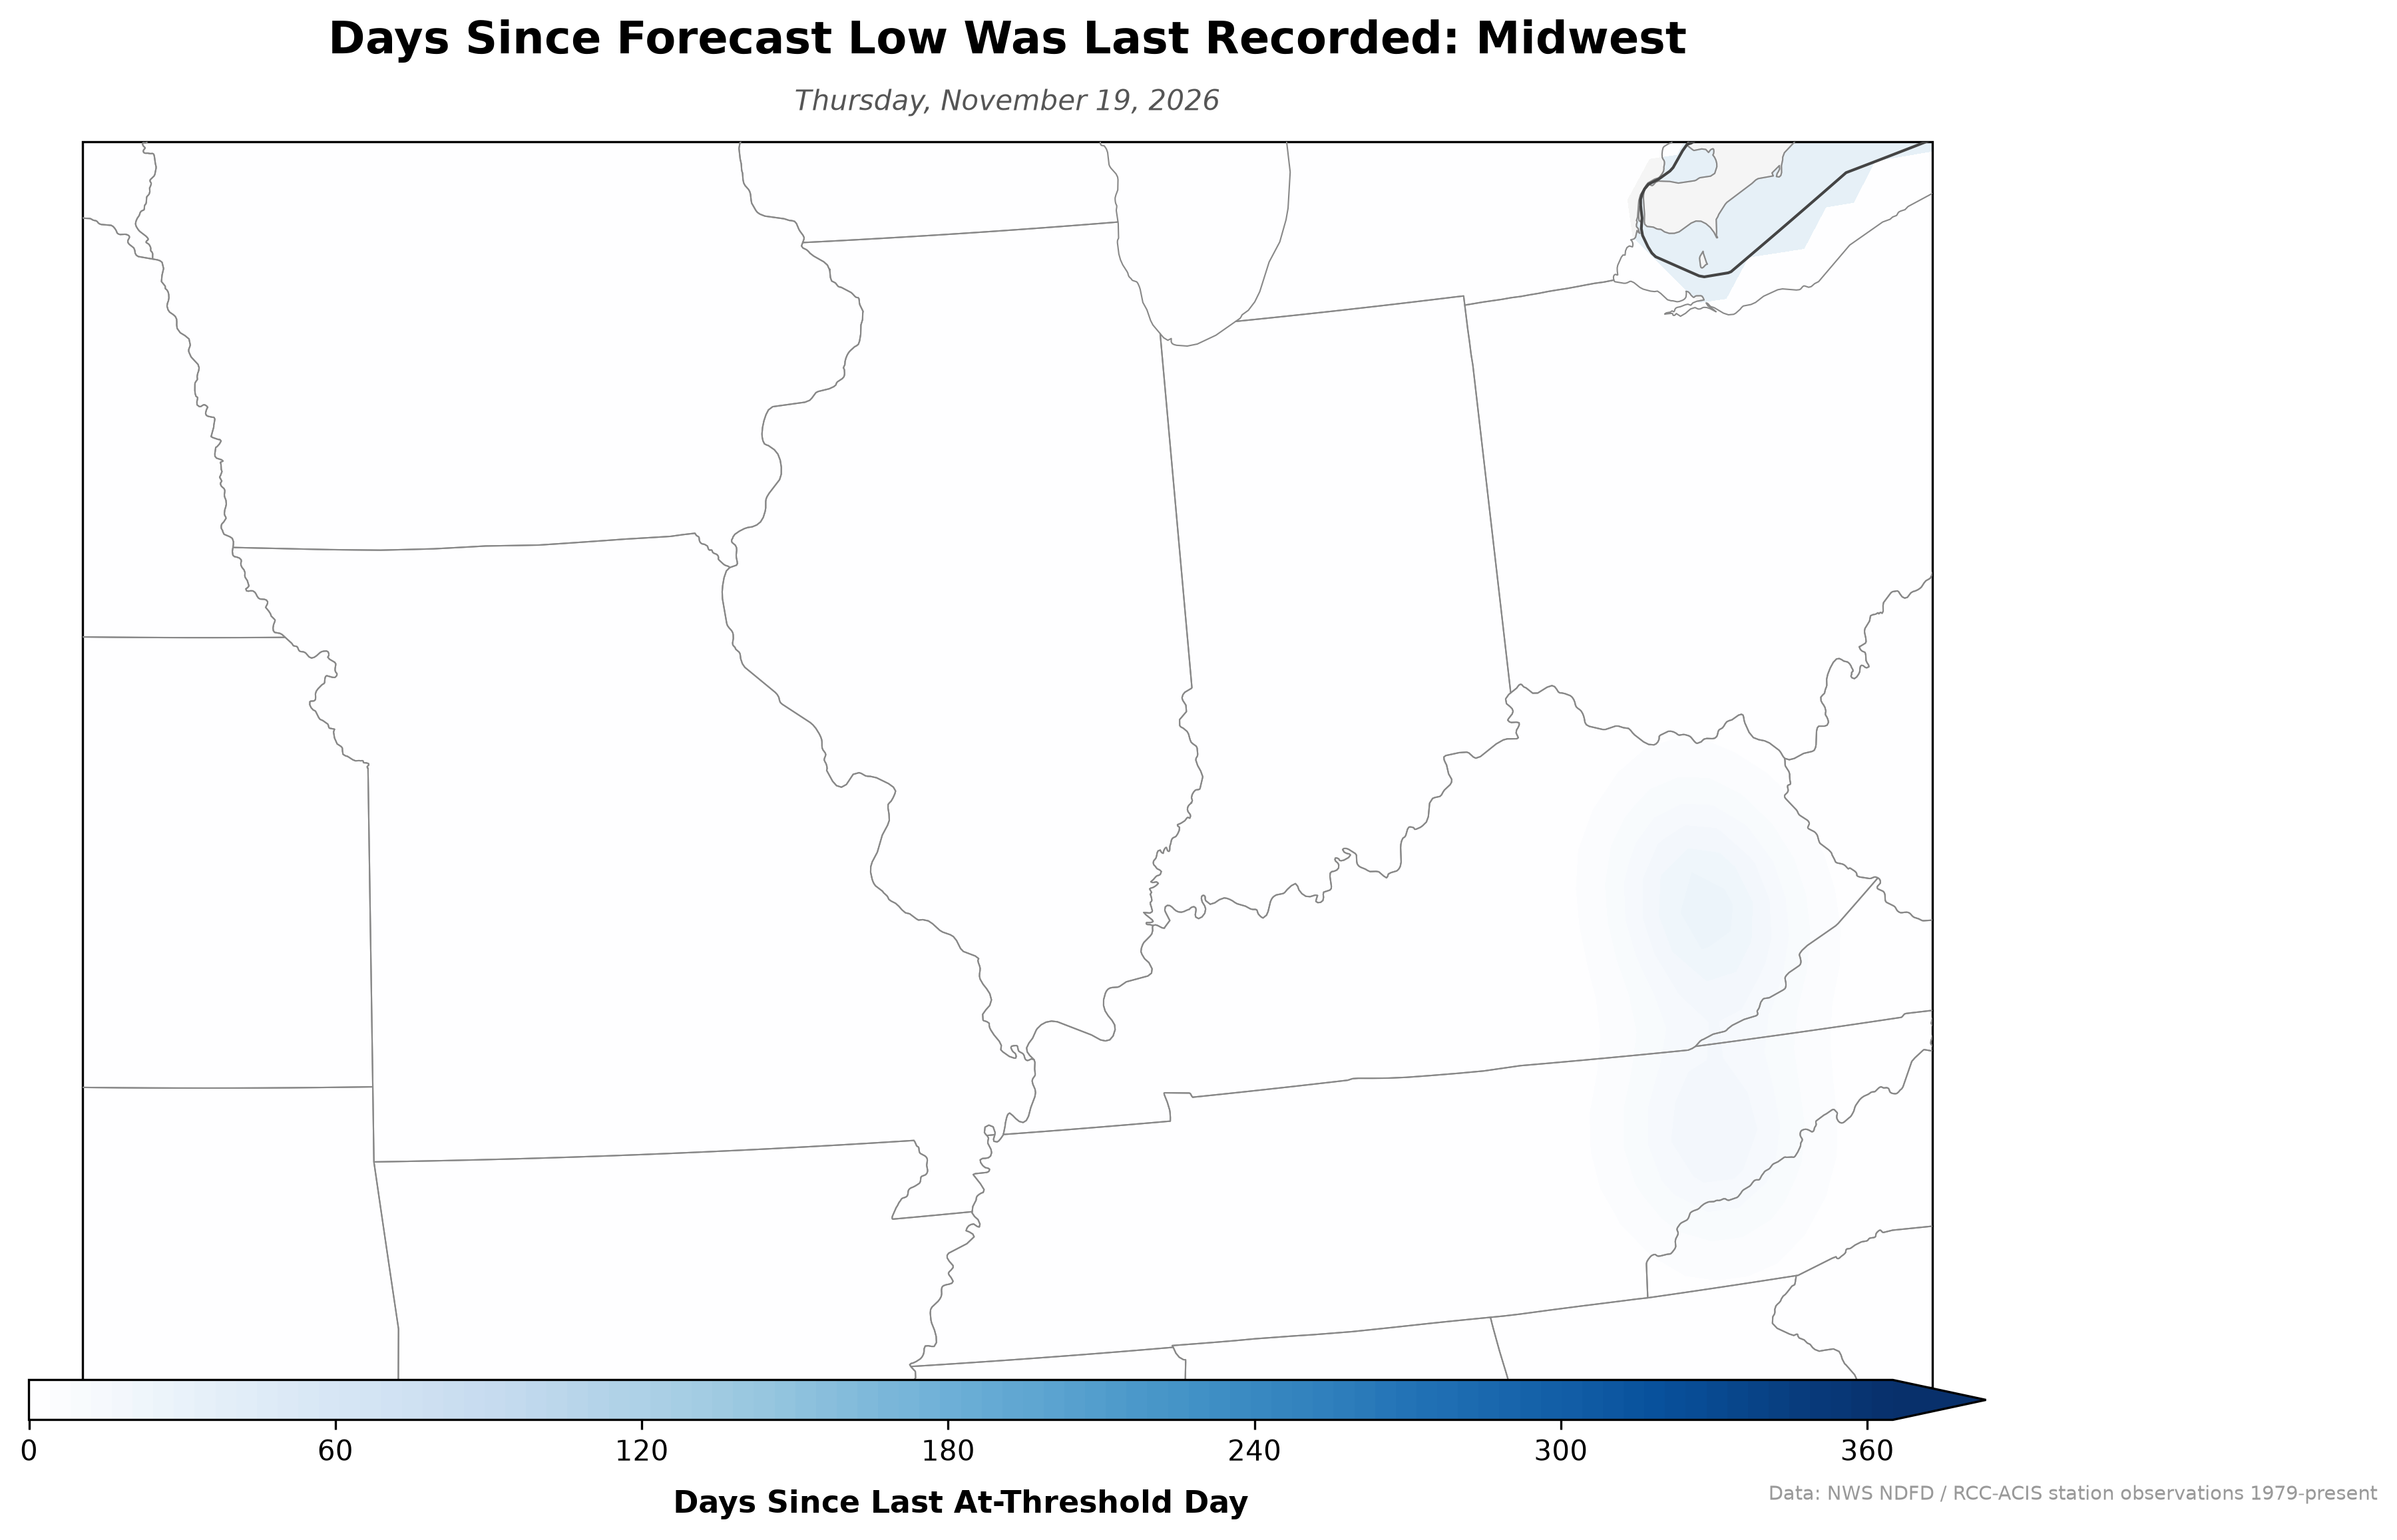 Days Since Forecast Low Was Last Recorded: Midwest
Thursday, November 19, 2026
0 60 120 180 240 300 360
Days Since Last At-Threshold Day
Data: NWS NDFD / RCC-ACIS station observations 1979-present